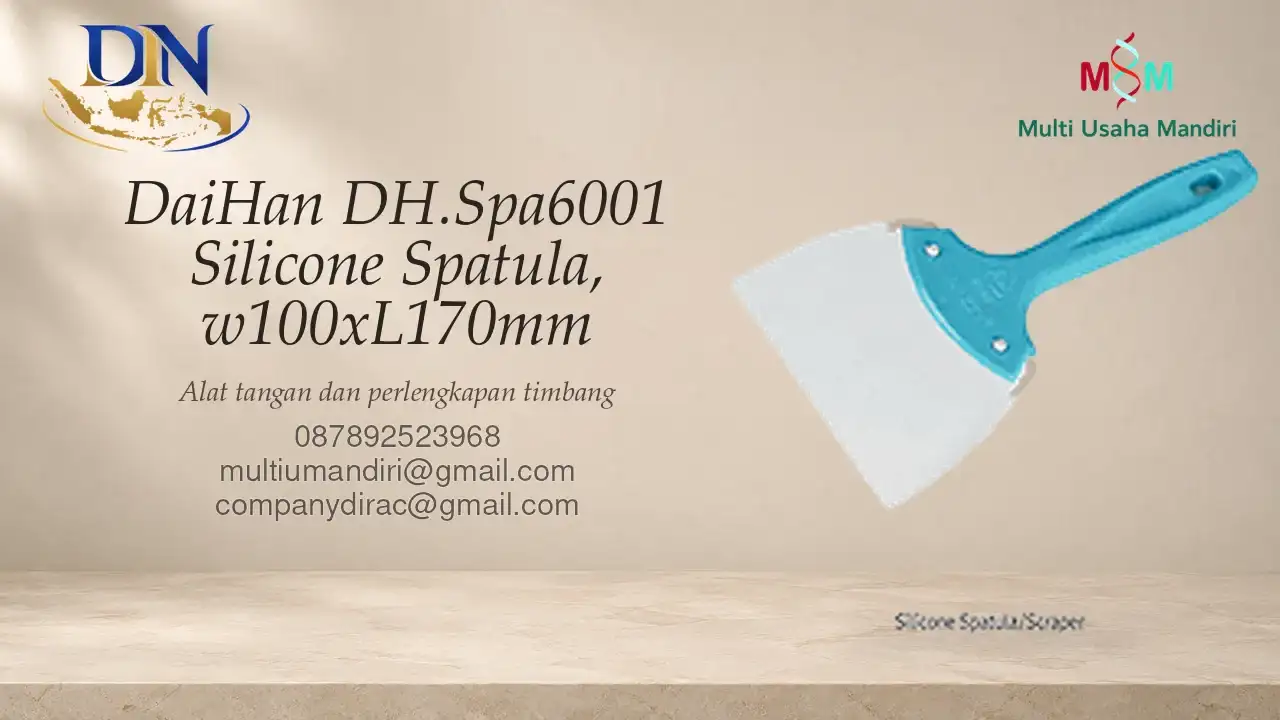 DN
MSM
Multi Usaha Mandiri
DaiHan DH.Spa6001
Silicone Spatula,
w100xL170mm
Alat tangan dan perlengkapan timbang
087892523968
multiumandiri@gmail.com
companydirac@gmail.com
Silicone Spatula/Scraper